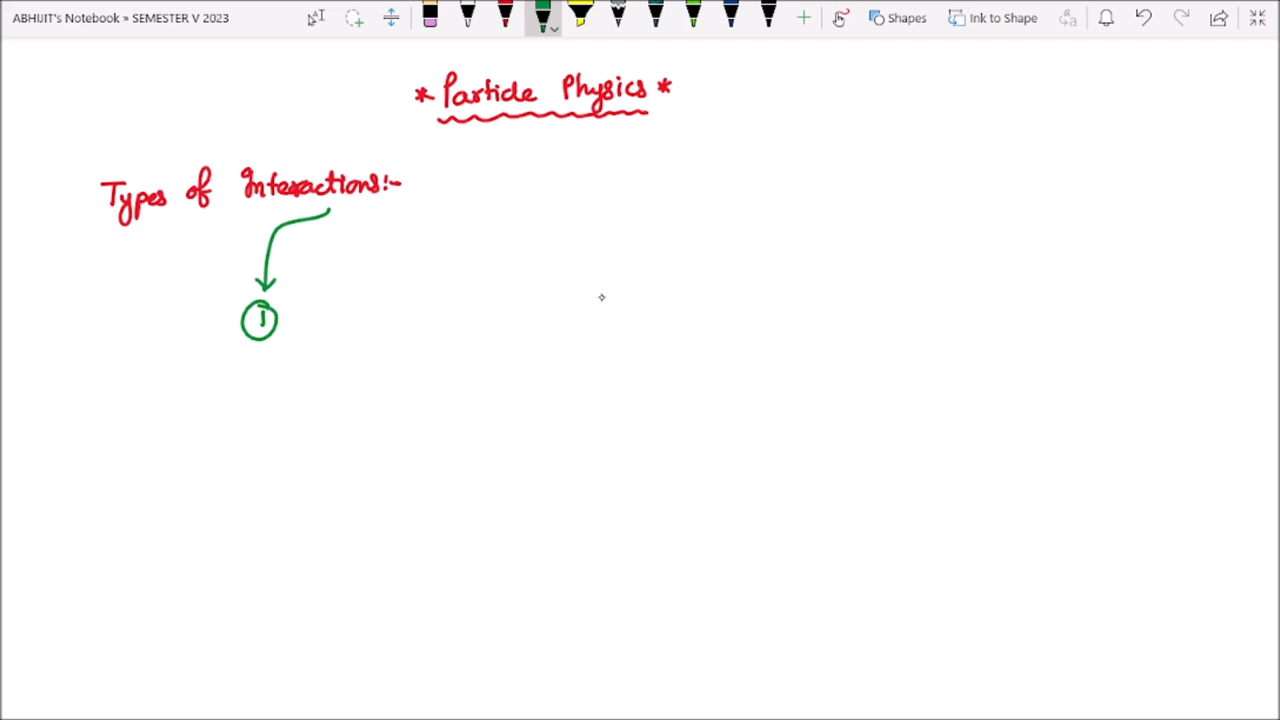 ABHIJIT's Notebook » SEMESTER V 2023
Shapes
Ink to Shape
* Particle Physics *
Types of Interactions:-
1